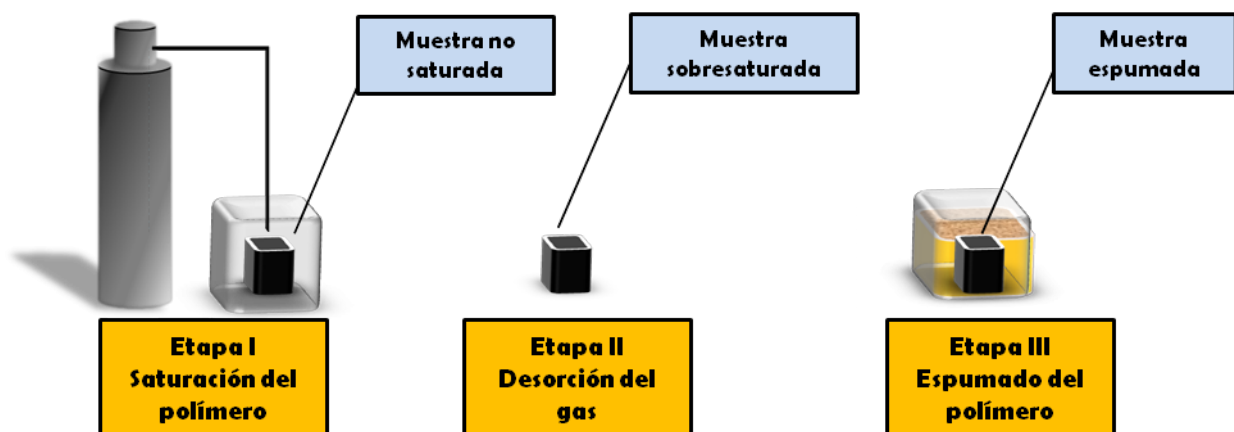 Muestra no
saturada
Muestra
sobresaturada
Muestra
espumada
Etapa I
Saturación del
polímero
Etapa II
Desorción del
gas
Etapa III
Espumado del
polímero